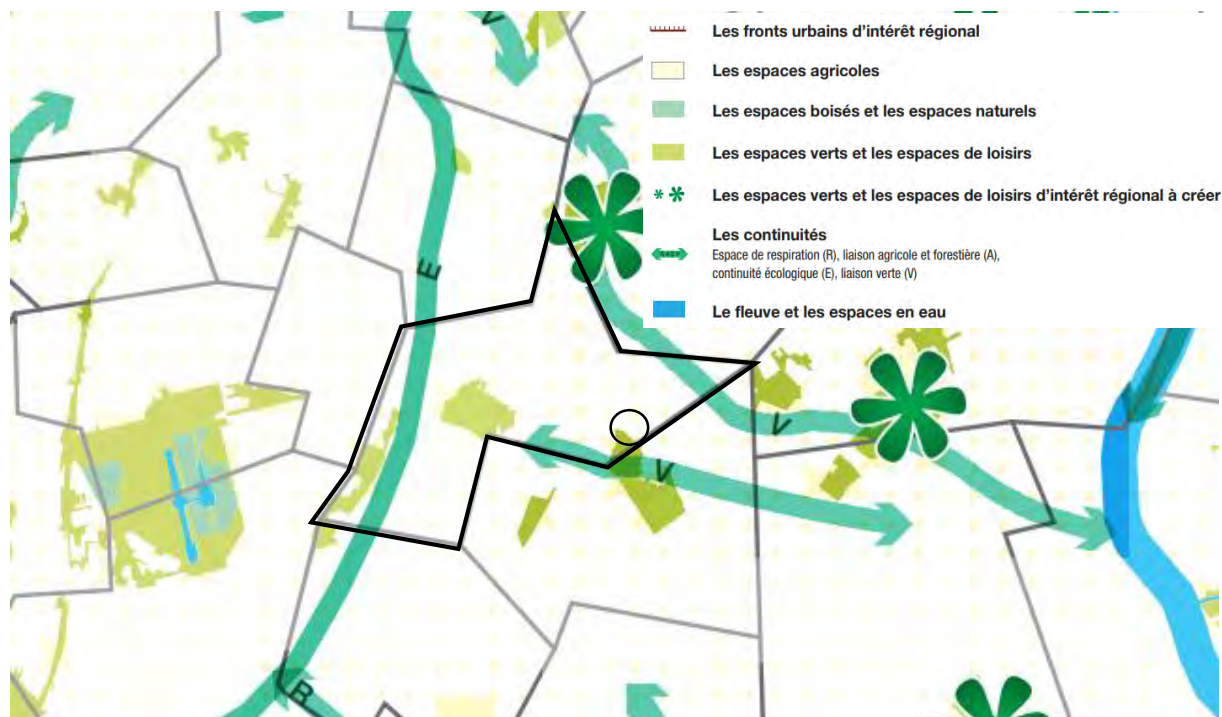 Les fronts urbains d'intérêt régional
Les espaces agricoles
Les espaces boisés et les espaces naturels
Les espaces verts et les espaces de loisirs
Les espaces verts et les espaces de loisirs d'intérêt régional à créer
Les continuités
Espace de respiration (R), liaison agricole et forestière (A),
continuité écologique (E), liaison verte (V)
Le fleuve et les espaces en eau
V
E
V
V
R